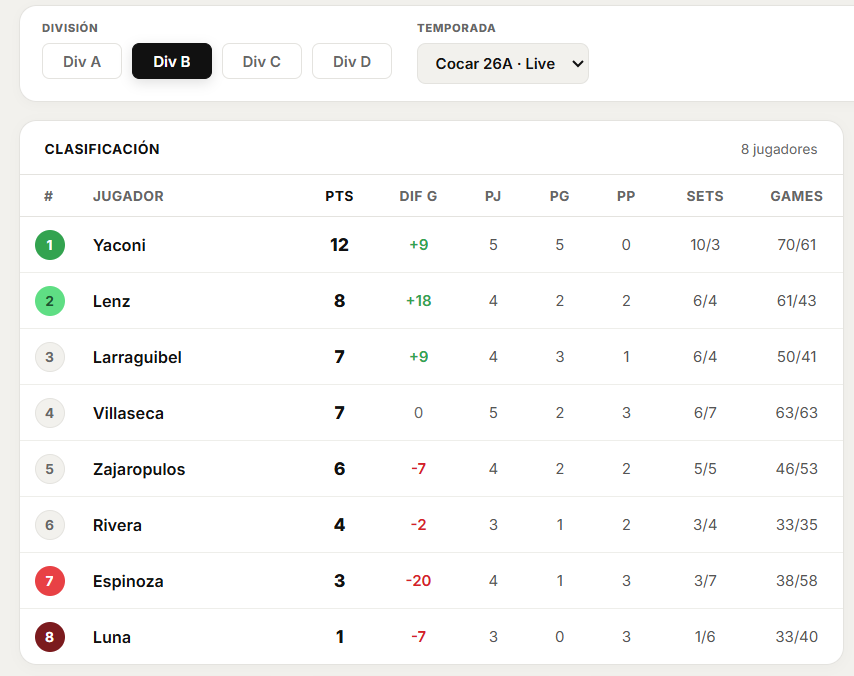 DIVISIÓN TEMPORADA
Div A Div B Div C Div D Cocar 26A · Live
CLASIFICACIÓN 8 jugadores
# JUGADOR PTS DIF G PJ PG PP SETS GAMES
1 Yaconi 12 +9 5 5 0 10/3 70/61
2 Lenz 8 +18 4 2 2 6/4 61/43
3 Larraguibel 7 +9 4 3 1 6/4 50/41
4 Villaseca 7 0 5 2 3 6/7 63/63
5 Zajaropulos 6 -7 4 2 2 5/5 46/53
6 Rivera 4 -2 3 1 2 3/4 33/35
7 Espinoza 3 -20 4 1 3 3/7 38/58
8 Luna 1 -7 3 0 3 1/6 33/40